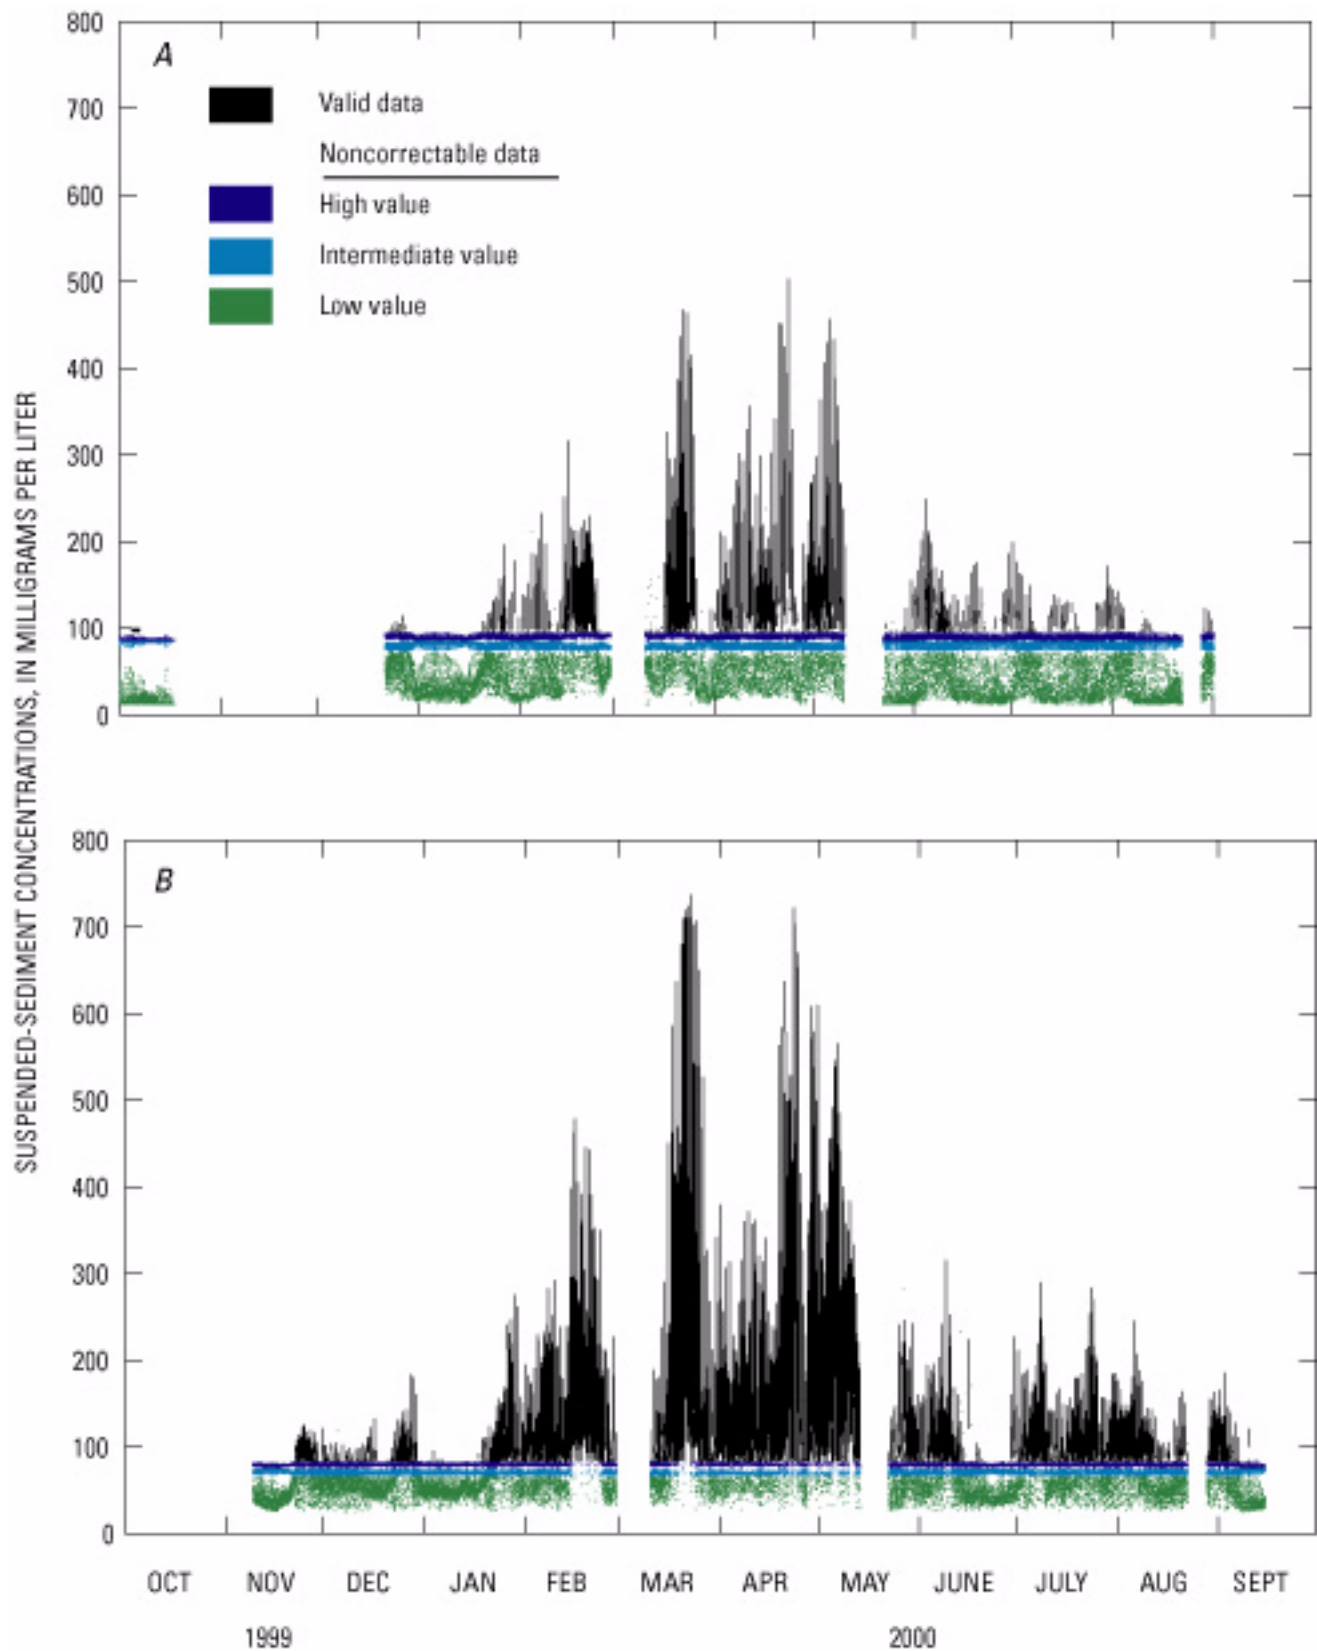 SUSPENDED-SEDIMENT CONCENTRATIONS, IN MILLIGRAMS PER LITER
800
700
600
500
400
300
200
100
0
A
Valid data
Noncorrectable data
High value
Intermediate value
Low value
800
700
600
500
400
300
200
100
0
B
OCT NOV DEC JAN FEB MAR APR MAY JUNE JULY AUG SEPT
1999 2000